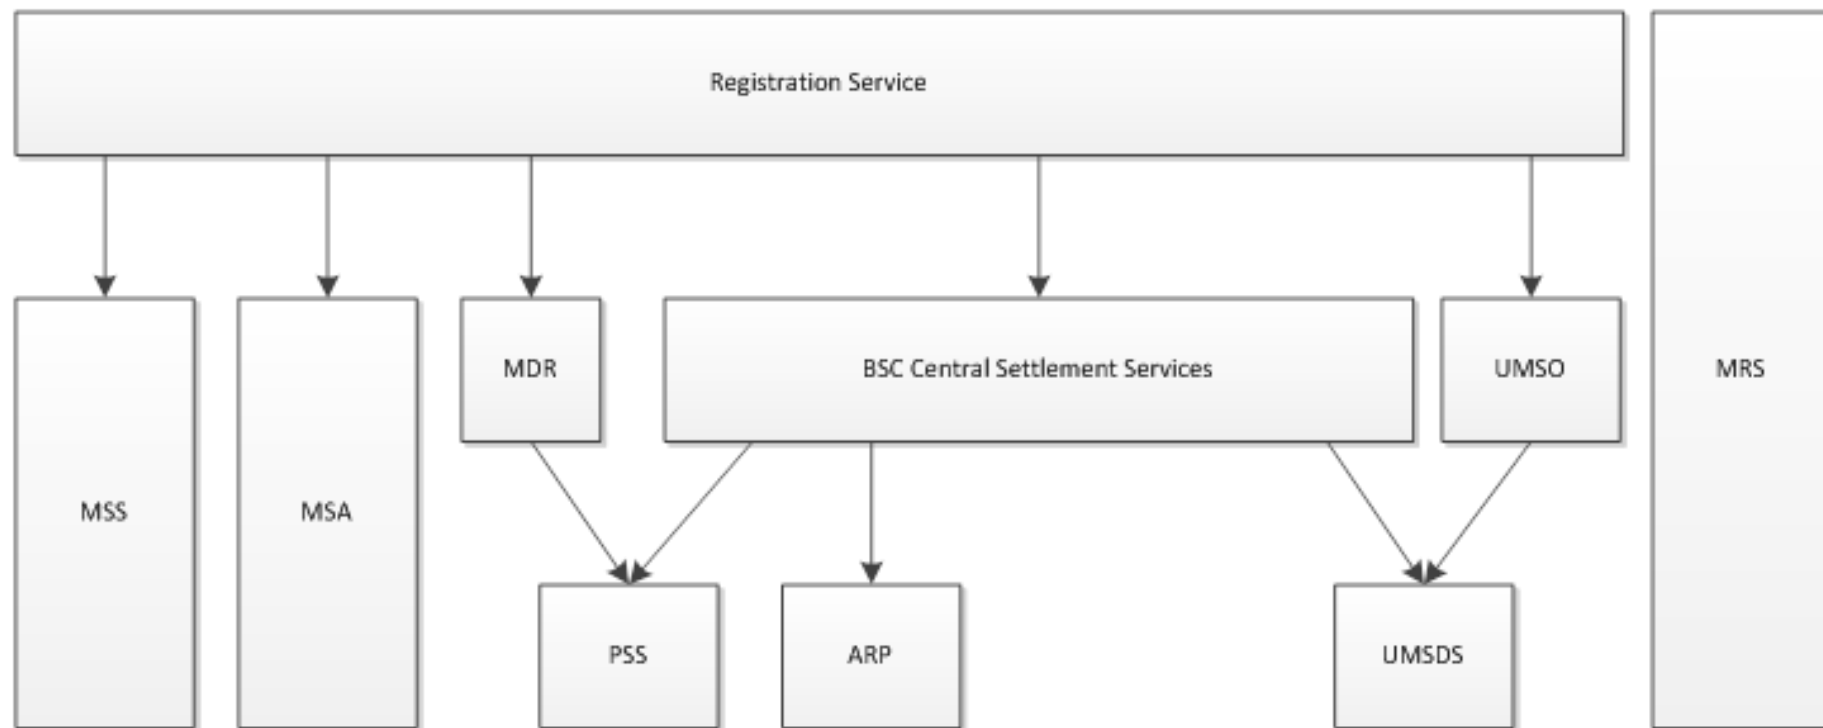 Registration Service
MDR
BSC Central Settlement Services
UMSO
MRS
MSS
MSA
PSS
ARP
UMSDS